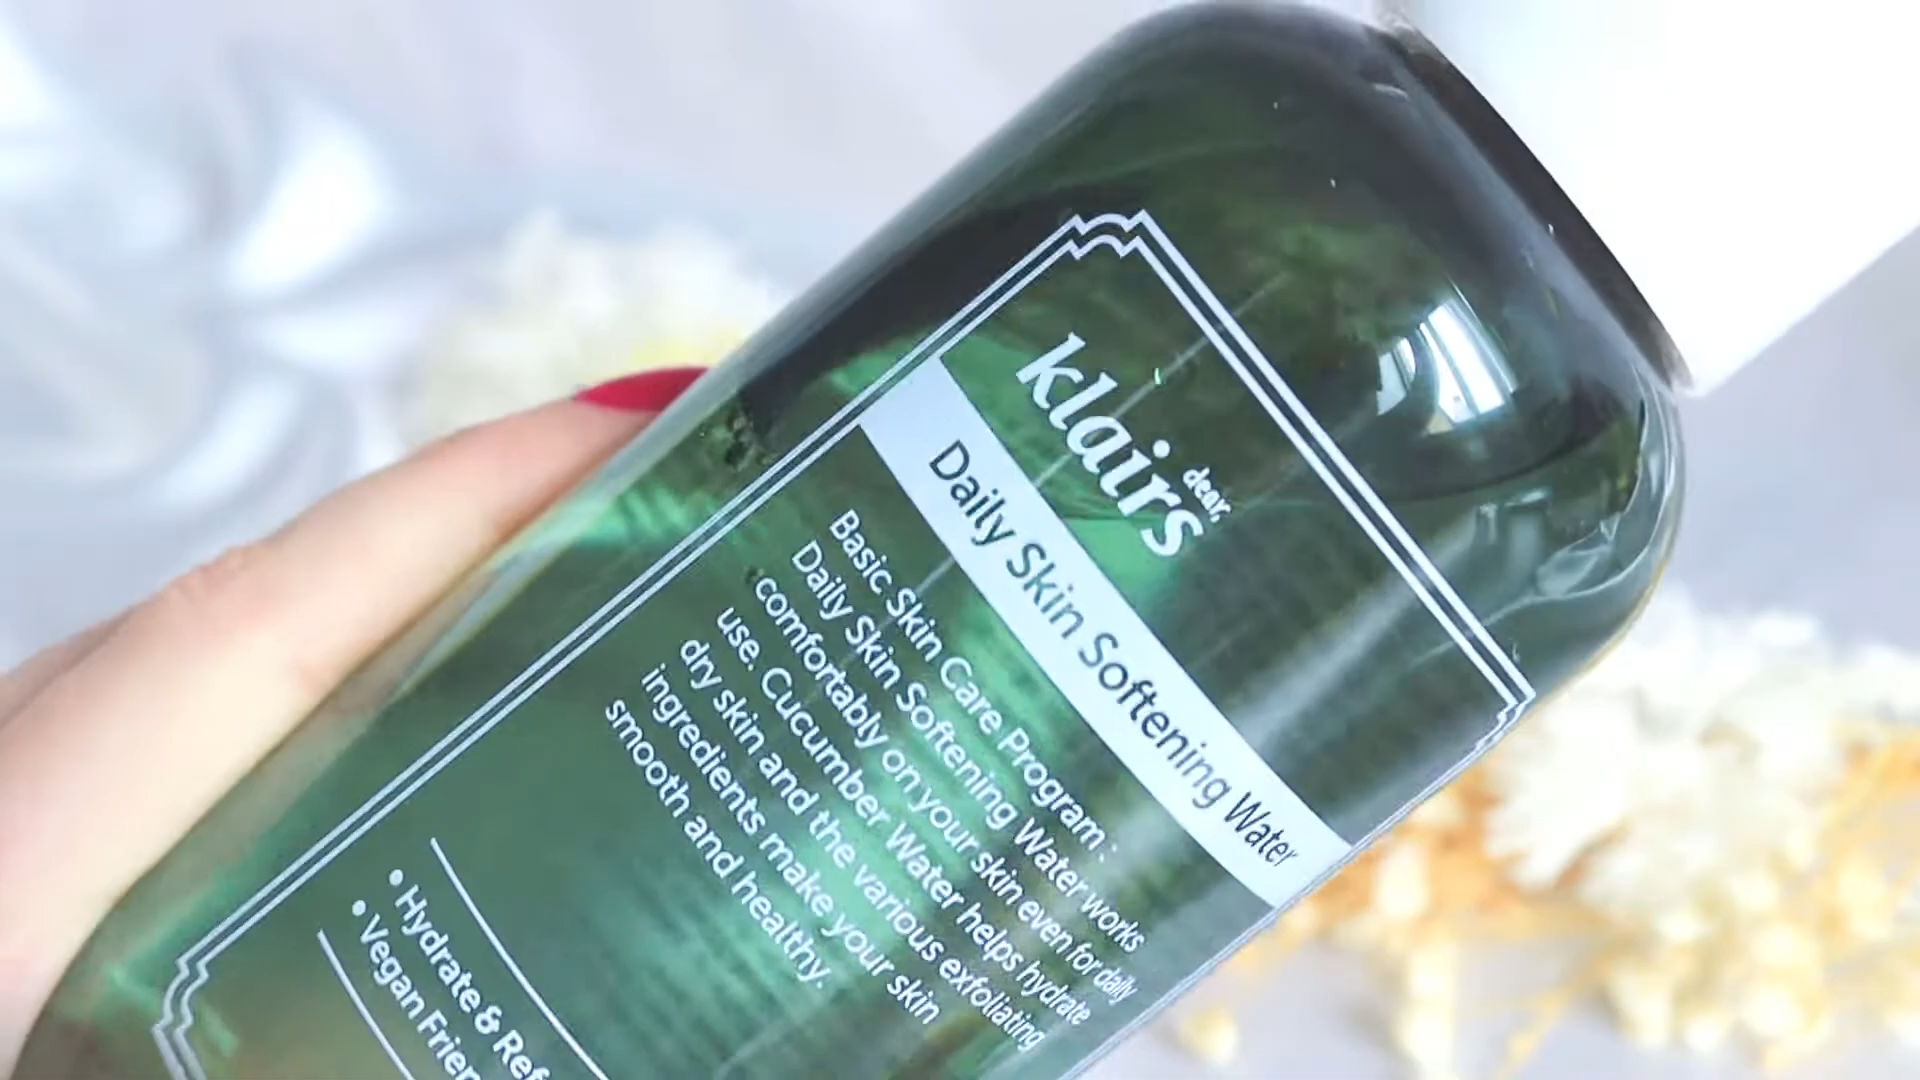 dear,
klairs
Daily Skin Softening Water
Basic Skin Care Program :
Daily Skin Softening Water works
comfortably on your skin even for daily
use. Cucumber Water helps hydrate
dry skin and the various exfoliating
ingredients make your skin
smooth and healthy.
• Hydrate &
• Vegan